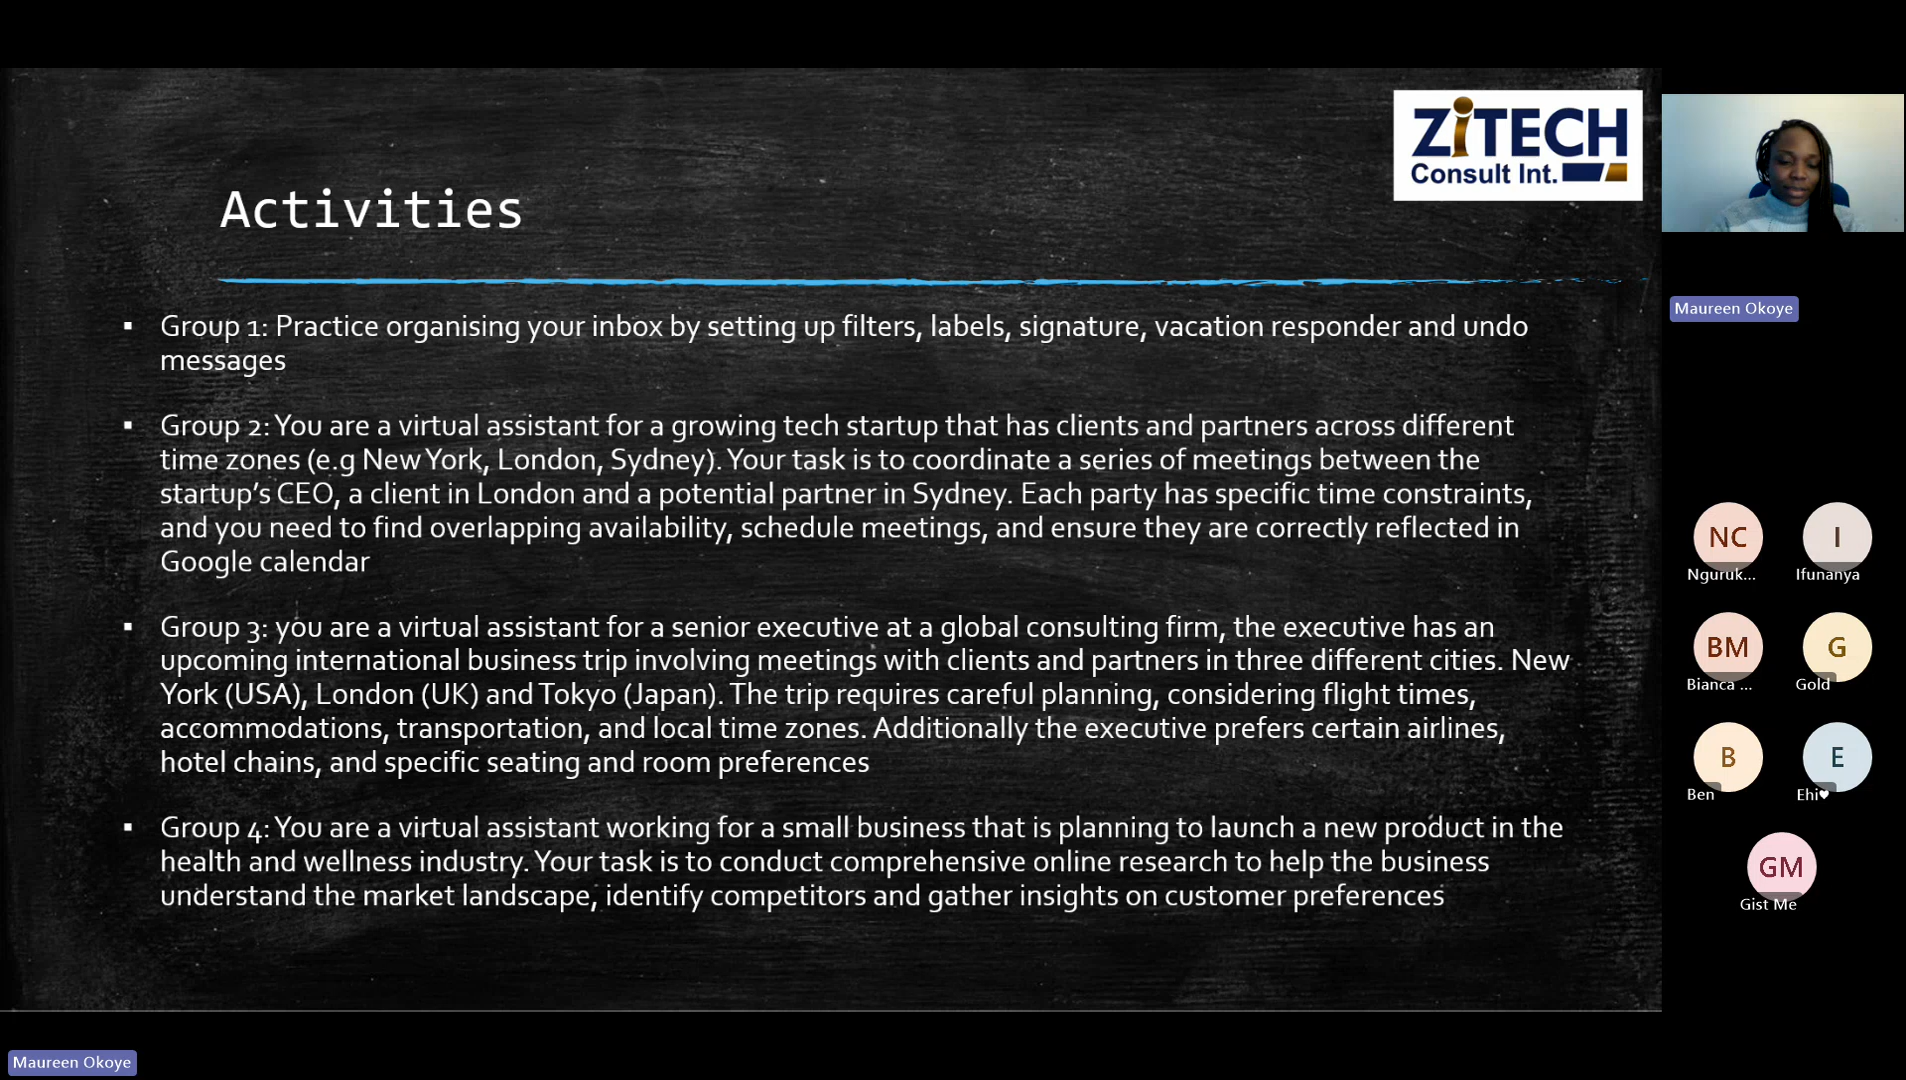 ZiTECH
Consult Int.
Activities
Maureen Okoye
▪ Group 1: Practice organising your inbox by setting up filters, labels, signature, vacation responder and undo
messages
▪ Group 2: You are a virtual assistant for a growing tech startup that has clients and partners across different
time zones (e.g New York, London, Sydney). Your task is to coordinate a series of meetings between the
startup’s CEO, a client in London and a potential partner in Sydney. Each party has specific time constraints,
and you need to find overlapping availability, schedule meetings, and ensure they are correctly reflected in
Google calendar
▪ Group 3: you are a virtual assistant for a senior executive at a global consulting firm, the executive has an
upcoming international business trip involving meetings with clients and partners in three different cities. New
York (USA), London (UK) and Tokyo (Japan). The trip requires careful planning, considering flight times,
accommodations, transportation, and local time zones. Additionally the executive prefers certain airlines,
hotel chains, and specific seating and room preferences
▪ Group 4: You are a virtual assistant working for a small business that is planning to launch a new product in the
health and wellness industry. Your task is to conduct comprehensive online research to help the business
understand the market landscape, identify competitors and gather insights on customer preferences
NC
I
Nguruk...
Ifunanya
BM
G
Bianca ...
Gold
B
E
Ben
Ehi♥
GM
Gist Me
Maureen Okoye